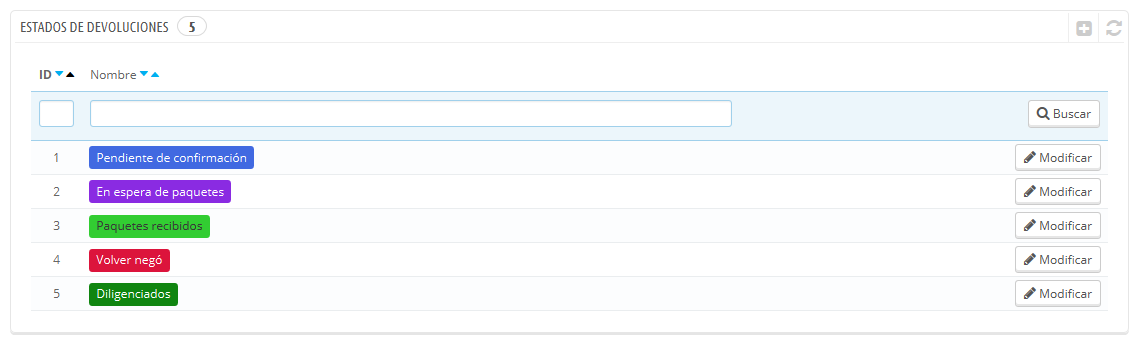 ESTADOS DE DEVOLUCIONES 5
ID Nombre
Buscar
1 Pendiente de confirmación Modificar
2 En espera de paquetes Modificar
3 Paquetes recibidos Modificar
4 Volver negó Modificar
5 Diligenciados Modificar